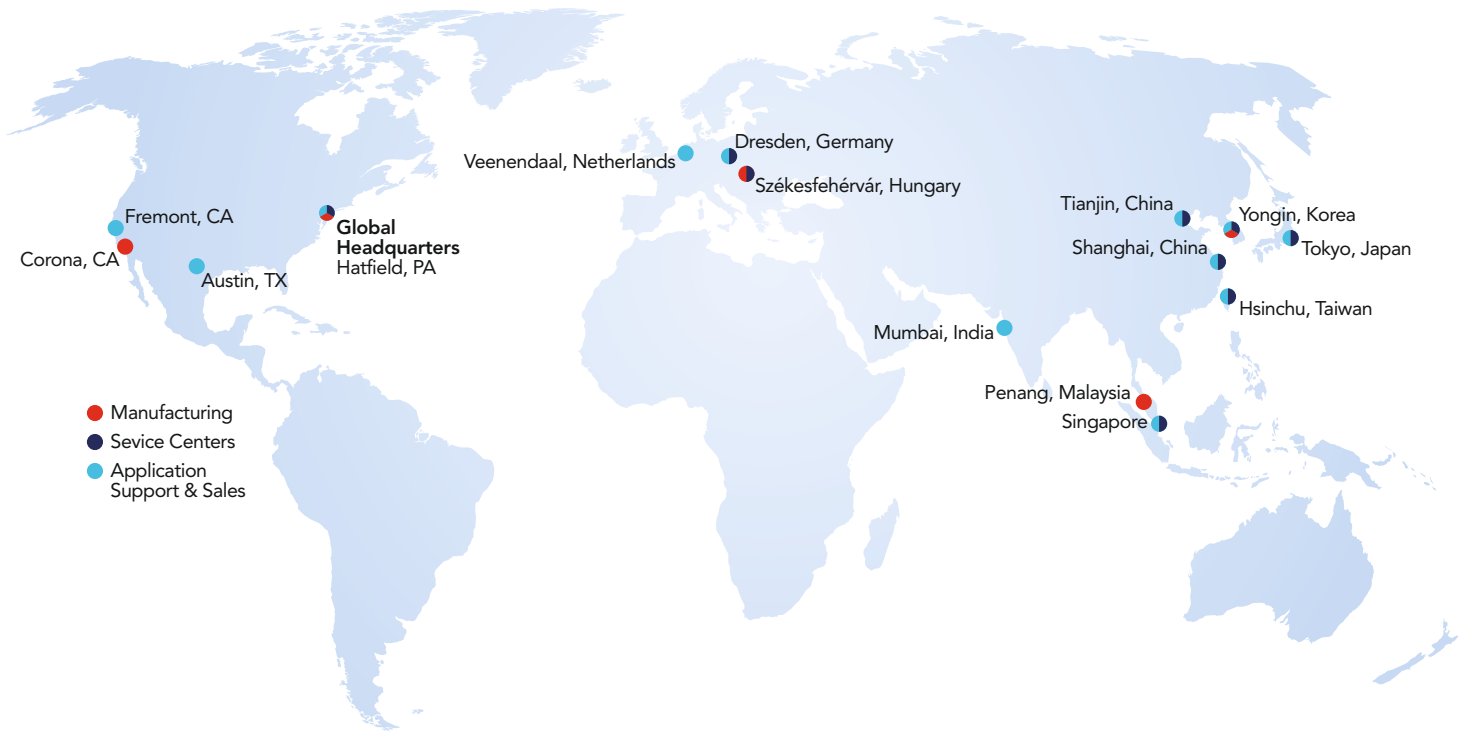 Veenendaal, Netherlands
Dresden, Germany
Székesfehérvár, Hungary
Fremont, CA
Corona, CA
Austin, TX
Global
Headquarters
Hatfield, PA
Tianjin, China
Yongin, Korea
Shanghai, China
Tokyo, Japan
Hsinchu, Taiwan
Mumbai, India
Penang, Malaysia
Singapore
Manufacturing
Sevice Centers
Application
Support & Sales